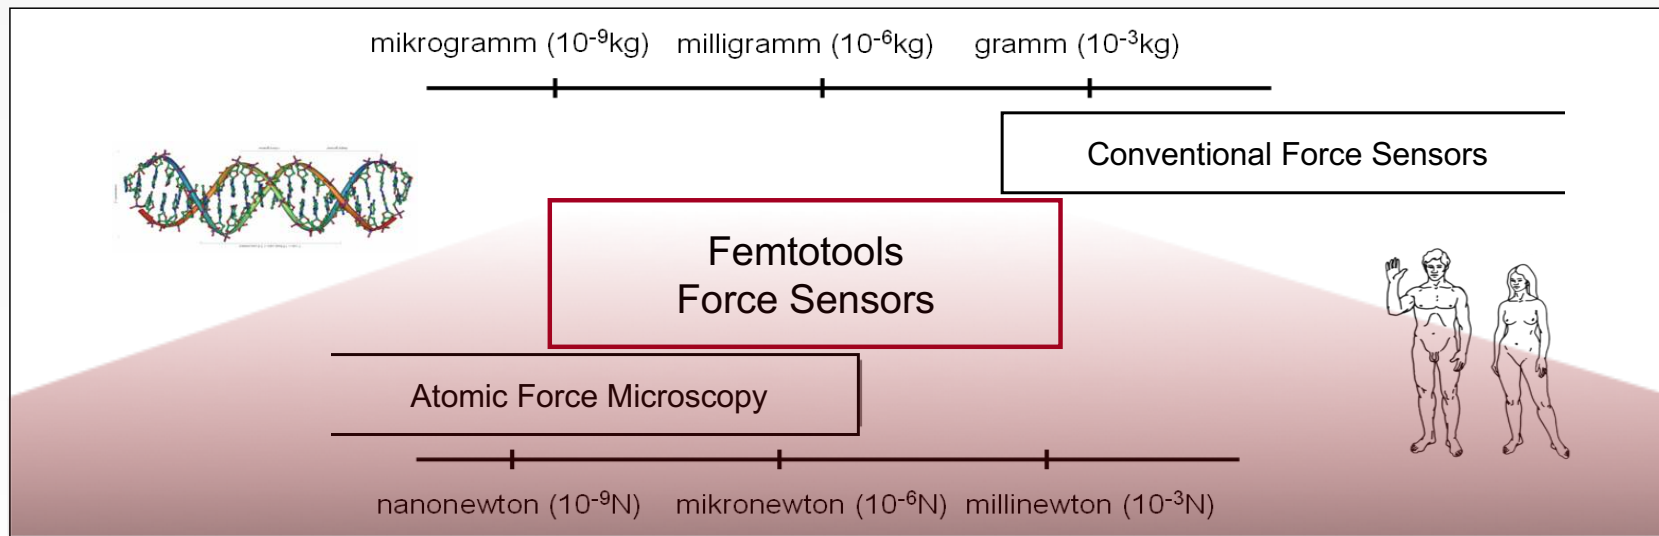 mikrogramm (10⁻⁹kg) milligramm (10⁻⁶kg) gramm (10⁻³kg)
Conventional Force Sensors
Femtotools
Force Sensors
Atomic Force Microscopy
nanonewton (10⁻⁹N) mikronewton (10⁻⁶N) millinewton (10⁻³N)